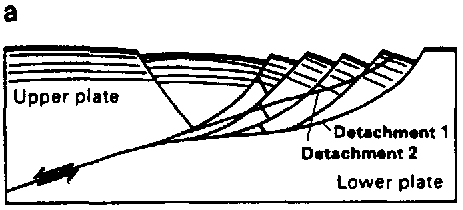 a
Upper plate
Detachment 1
Detachment 2
Lower plate